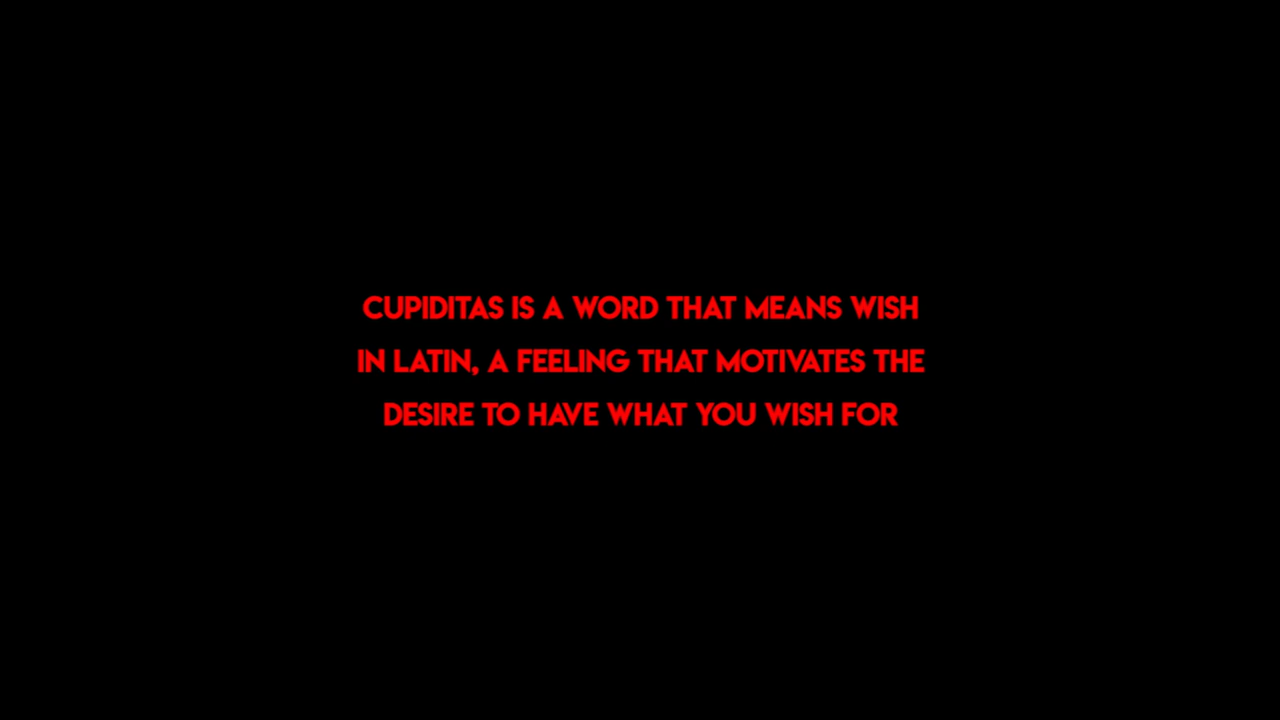 CUPIDITAS IS A WORD THAT MEANS WISH
IN LATIN, A FEELING THAT MOTIVATES THE
DESIRE TO HAVE WHAT YOU WISH FOR